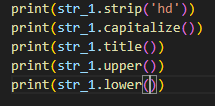 print(str_1.strip('hd'))
print(str_1.capitalize())
print(str_1.title())
print(str_1.upper())
print(str_1.lower())